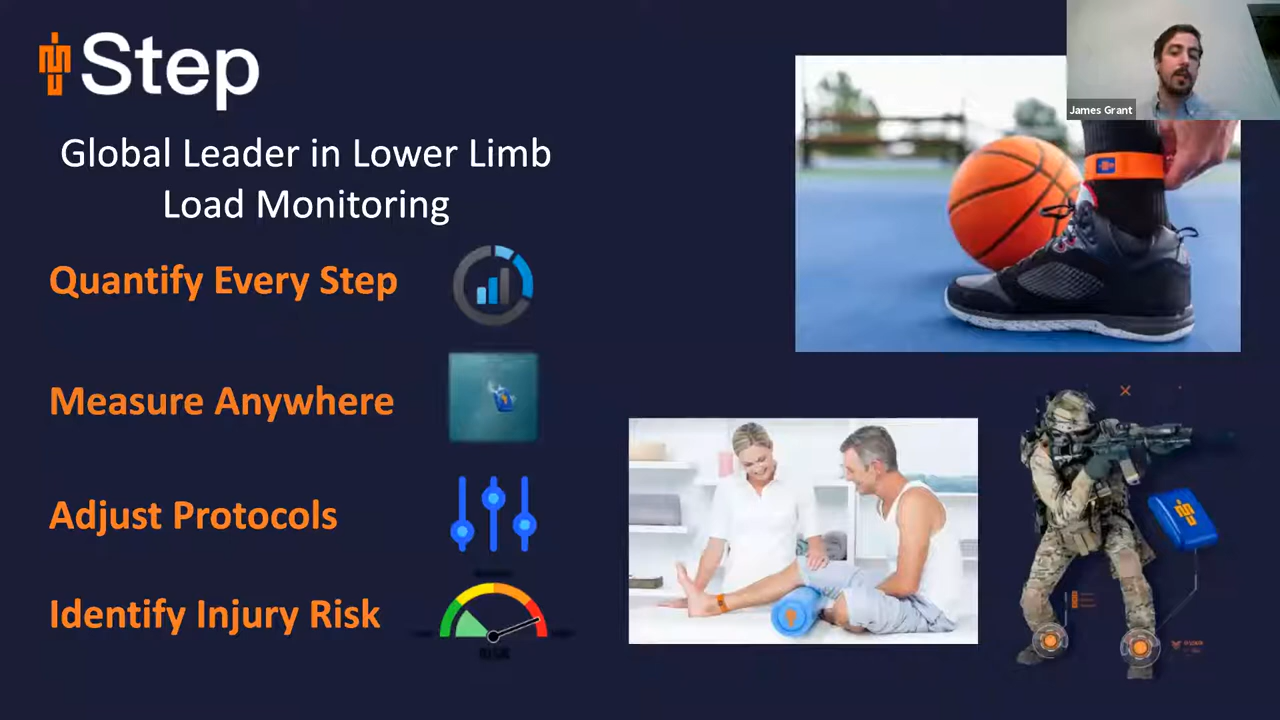 Step
Global Leader in Lower Limb
Load Monitoring
Quantify Every Step
Measure Anywhere
Adjust Protocols
Identify Injury Risk
RISK
James Grant